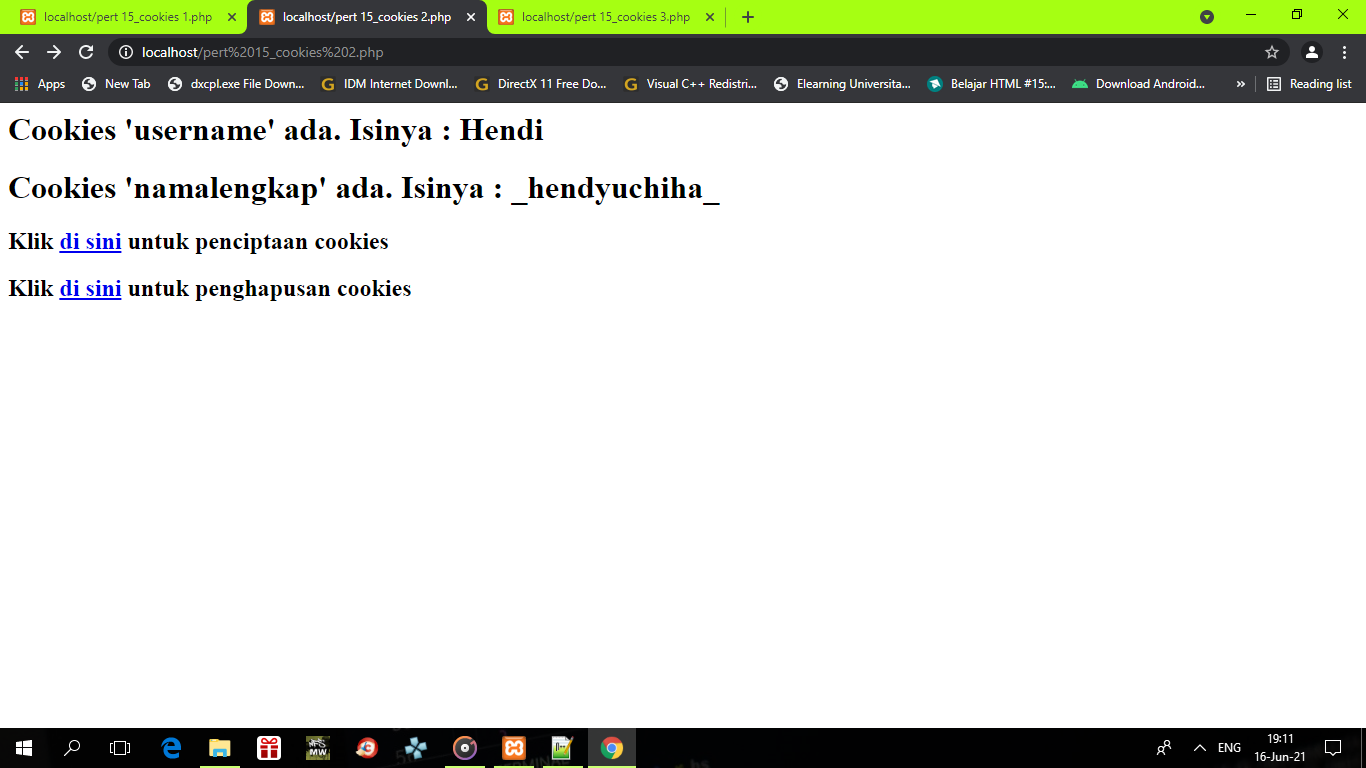 localhost/pert 15_cookies 1.php
localhost/pert 15_cookies 2.php
localhost/pert 15_cookies 3.php
localhost/pert%2015_cookies%202.php
Apps
New Tab
dxcpl.exe File Down...
IDM Internet Downl...
DirectX 11 Free Do...
Visual C++ Redistri...
Elearning Universita...
Belajar HTML #15:...
Download Android...
Reading list
Cookies 'username' ada. Isinya : Hendi
Cookies 'namalengkap' ada. Isinya : _hendyuchiha_
Klik di sini untuk penciptaan cookies
Klik di sini untuk penghapusan cookies
ENG
19:11
16-Jun-21